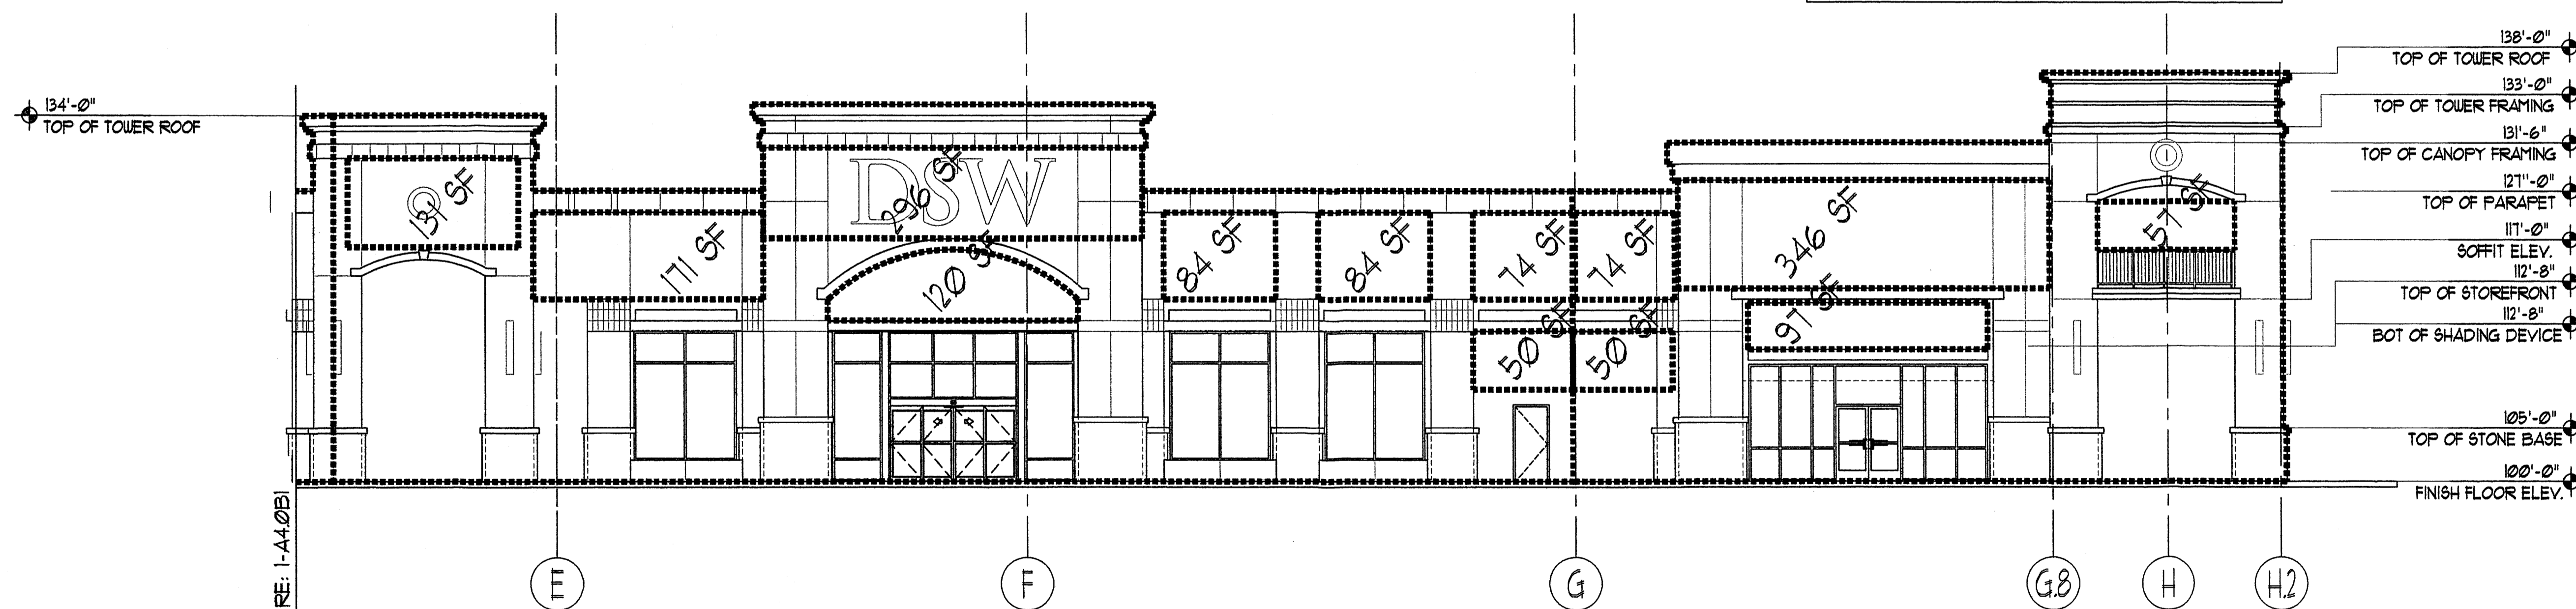 134'-0"
TOP OF TOWER ROOF
138'-0"
TOP OF TOWER ROOF
133'-0"
TOP OF TOWER FRAMING
131'-6"
TOP OF CANOPY FRAMING
127'-0"
TOP OF PARAPET
117'-0"
SOFFIT ELEV.
112'-8"
TOP OF STOREFRONT
112'-8"
BOT OF SHADING DEVICE
105'-0"
TOP OF STONE BASE
100'-0"
FINISH FLOOR ELEV.
DSW
131 SF
171 SF
296 SF
120 SF
84 SF
84 SF
74 SF
74 SF
50 SF
50 SF
346 SF
97 SF
57 SF
RE: 1-A4.0B1
E
F
G
G.8
H
H.2